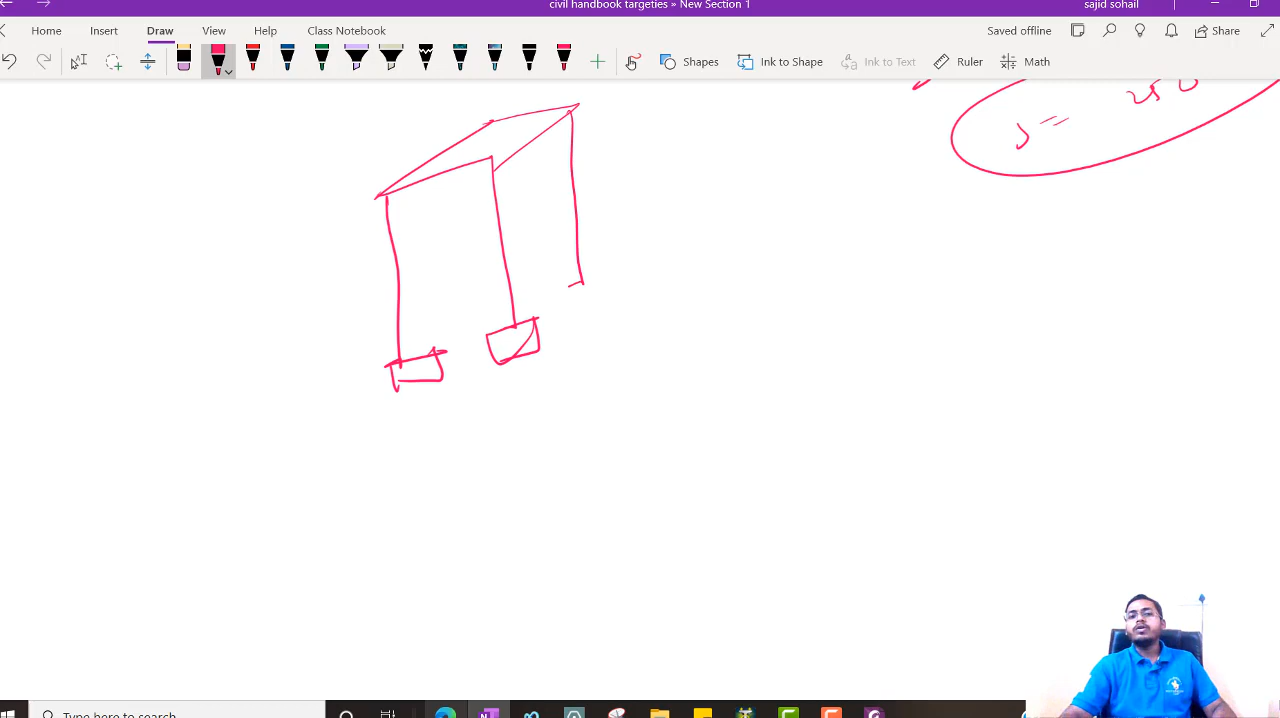 civil handbook targeties » New Section 1
sajid sohail
Home Insert Draw View Help Class Notebook
Saved offline
Share
Shapes
Ink to Shape
Ink to Text
Ruler
Math
s = 250
Type here to search